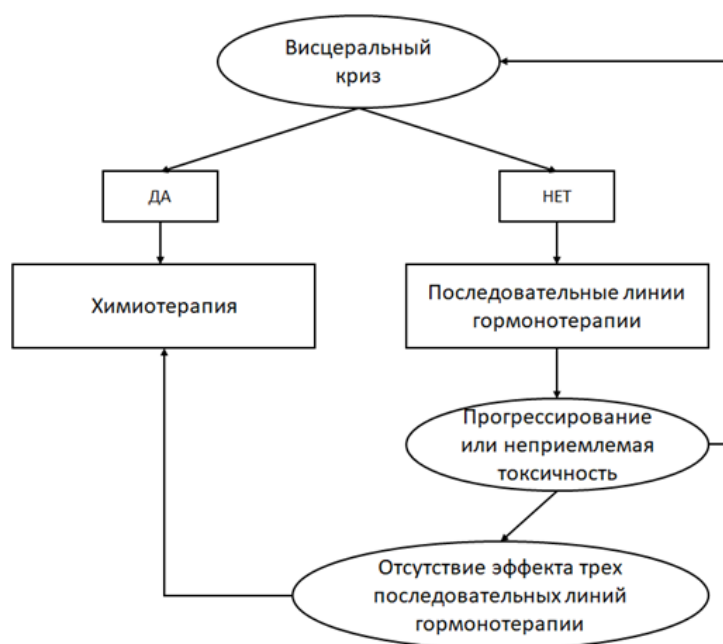 Висцеральный
криз
ДА
НЕТ
Химиотерапия
Последовательные линии
гормонотерапии
Прогрессирование
или неприемлемая
токсичность
Отсутствие эффекта трех
последовательных линий
гормонотерапии